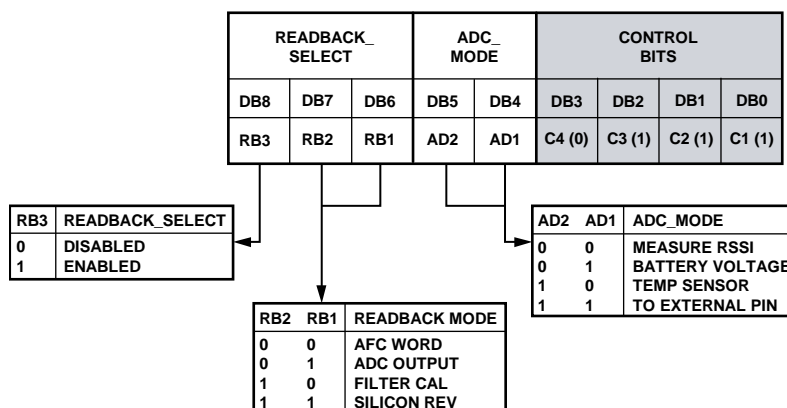 READBACK_ SELECT ADC_ MODE CONTROL BITS
DB8 DB7 DB6 DB5 DB4 DB3 DB2 DB1 DB0
RB3 RB2 RB1 AD2 AD1 C4 (0) C3 (1) C2 (1) C1 (1)
RB3 READBACK_SELECT
0 DISABLED
1 ENABLED
AD2 AD1 ADC_MODE
0 0 MEASURE RSSI
0 1 BATTERY VOLTAGE
1 0 TEMP SENSOR
1 1 TO EXTERNAL PIN
RB2 RB1 READBACK MODE
0 0 AFC WORD
0 1 ADC OUTPUT
1 0 FILTER CAL
1 1 SILICON REV